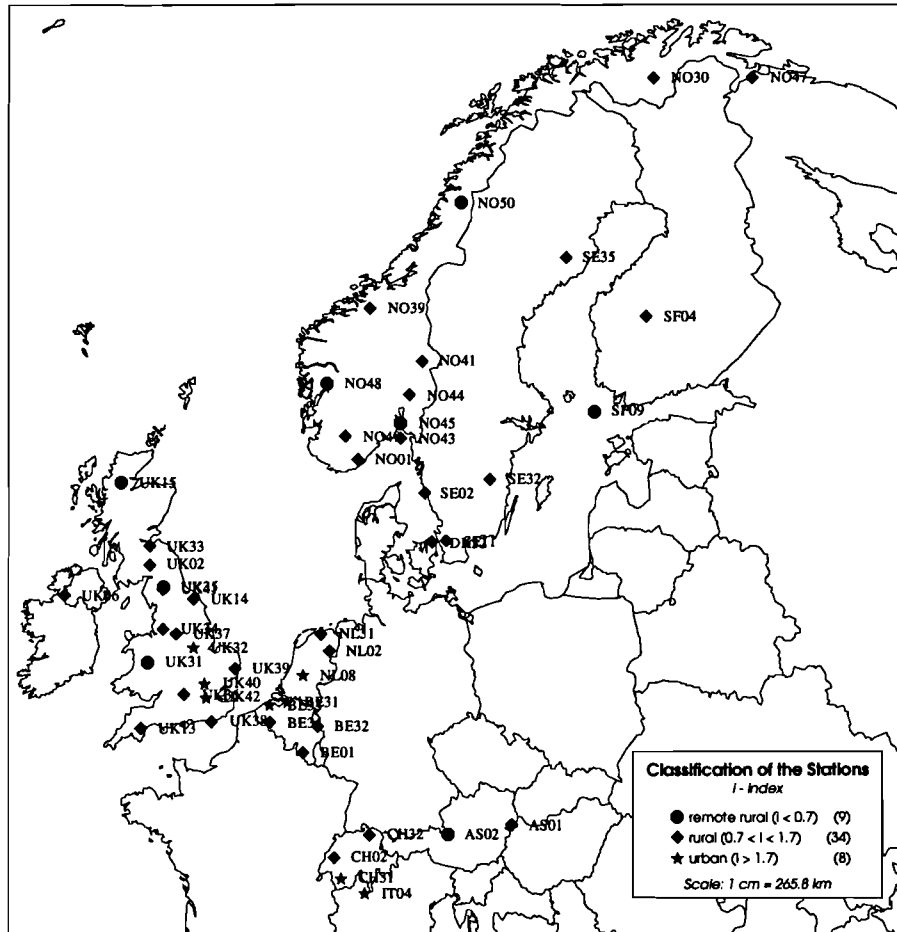 NO30
NO47
NO50
SE35
NO39
SF04
NO41
NO48
NO44
SF09
NO45
NO43
NO01
SE32
UK15
SE02
UK33
UK02
UK14
NL31
UK37
NL02
UK32
UK31
UK39
NL08
UK40
BE31
UK42
UK38
BE32
UK13
BE01
Classification of the Stations
I - Index
remote rural (I < 0.7) (9)
rural (0.7 < I < 1.7) (34)
urban (I > 1.7) (8)
Scale: 1 cm = 265.8 km
CH32
AS02
AS01
CH02
CH31
IT04